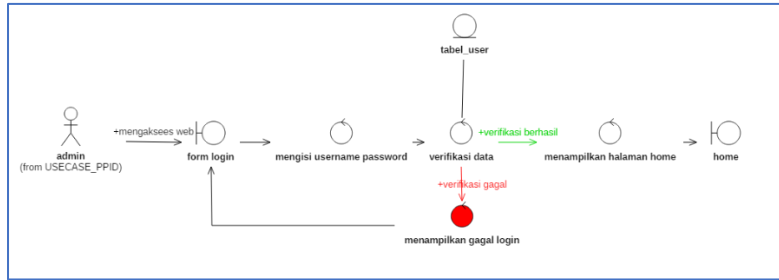 tabel_user
+mengaksees web
+verifikasi berhasil
admin
(from USECASE_PPID)
form login
mengisi username password
verifikasi data
menampilkan halaman home
home
+verifikasi gagal
menampilkan gagal login